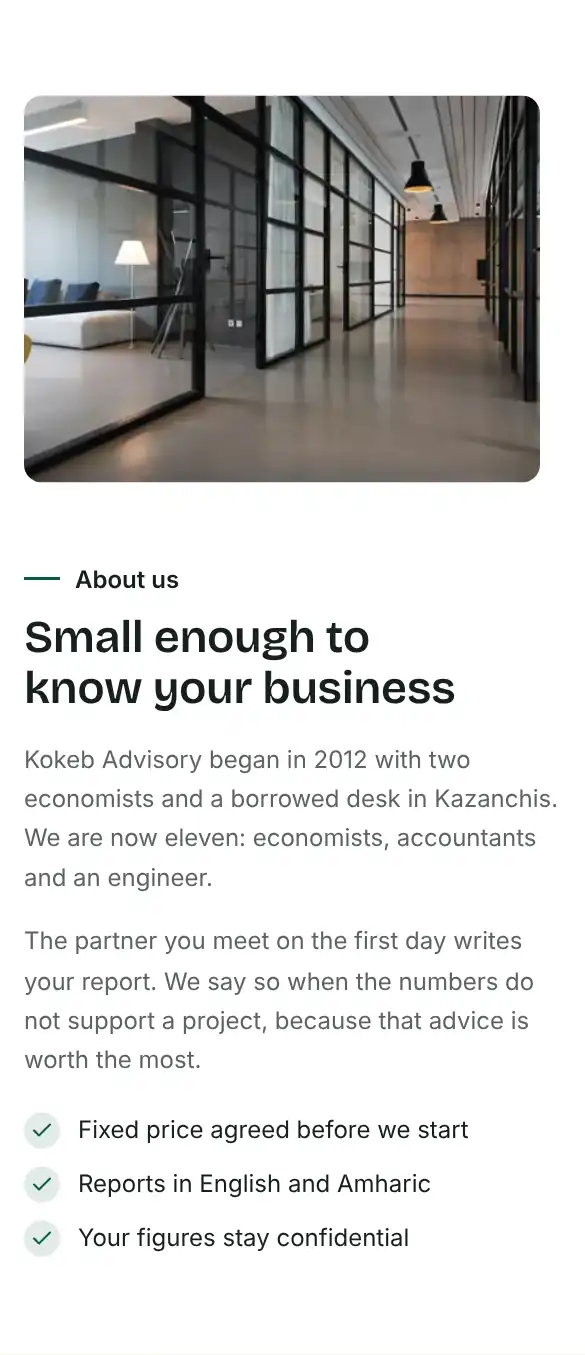 About us
Small enough to
know your business
Kokeb Advisory began in 2012 with two
economists and a borrowed desk in Kazanchis.
We are now eleven: economists, accountants
and an engineer.
The partner you meet on the first day writes
your report. We say so when the numbers do
not support a project, because that advice is
worth the most.
Fixed price agreed before we start
Reports in English and Amharic
Your figures stay confidential